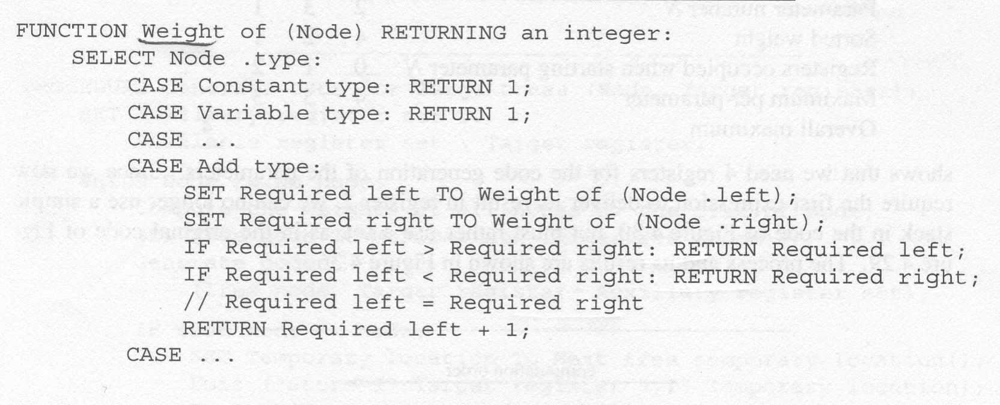 FUNCTION Weight of (Node) RETURNING an integer:
SELECT Node .type:
CASE Constant type: RETURN 1;
CASE Variable type: RETURN 1;
CASE ...
CASE Add type:
SET Required left TO Weight of (Node .left);
SET Required right TO Weight of (Node .right);
IF Required left > Required right: RETURN Required left;
IF Required left < Required right: RETURN Required right;
// Required left = Required right
RETURN Required left + 1;
CASE ...